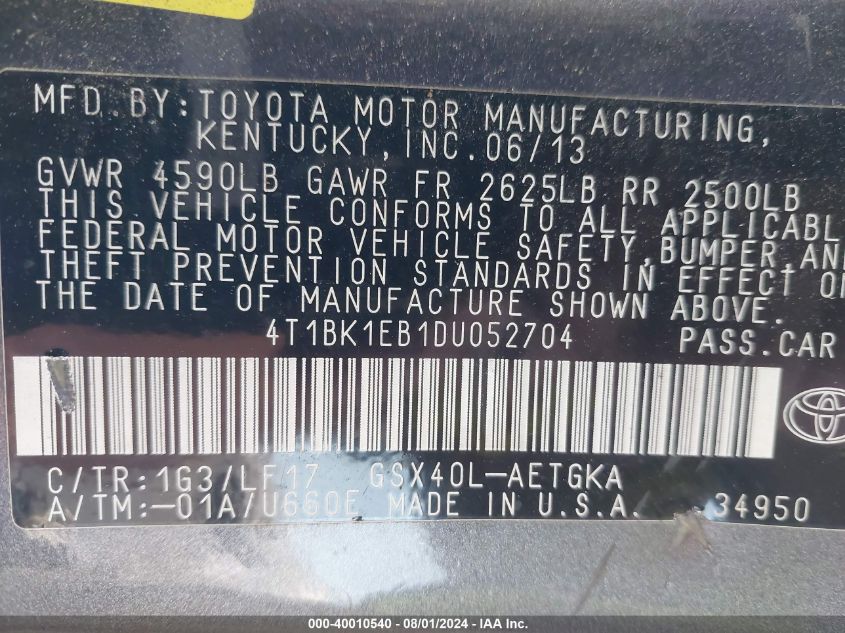 MFD.BY:TOYOTA MOTOR MANUFACTURING,
KENTUCKY,INC.06/13
GVWR 4590LB GAWR FR 2625LB RR 2500LB
THIS VEHICLE CONFORMS TO ALL APPLICABL
FEDERAL MOTOR VEHICLE SAFETY,BUMPER,AN
THEFT PREVENTION STANDARDS IN EFFECT O
THE DATE OF MANUFACTURE SHOWN ABOVE.
4T1BK1EB1DU052704 PASS.CAR
C/TR:1G3/LF17 GSX40L-AETGKA
A/TM:-01A/U660E MADE IN U.S.A. 34950
000-40010540 - 08/01/2024 - IAA Inc.